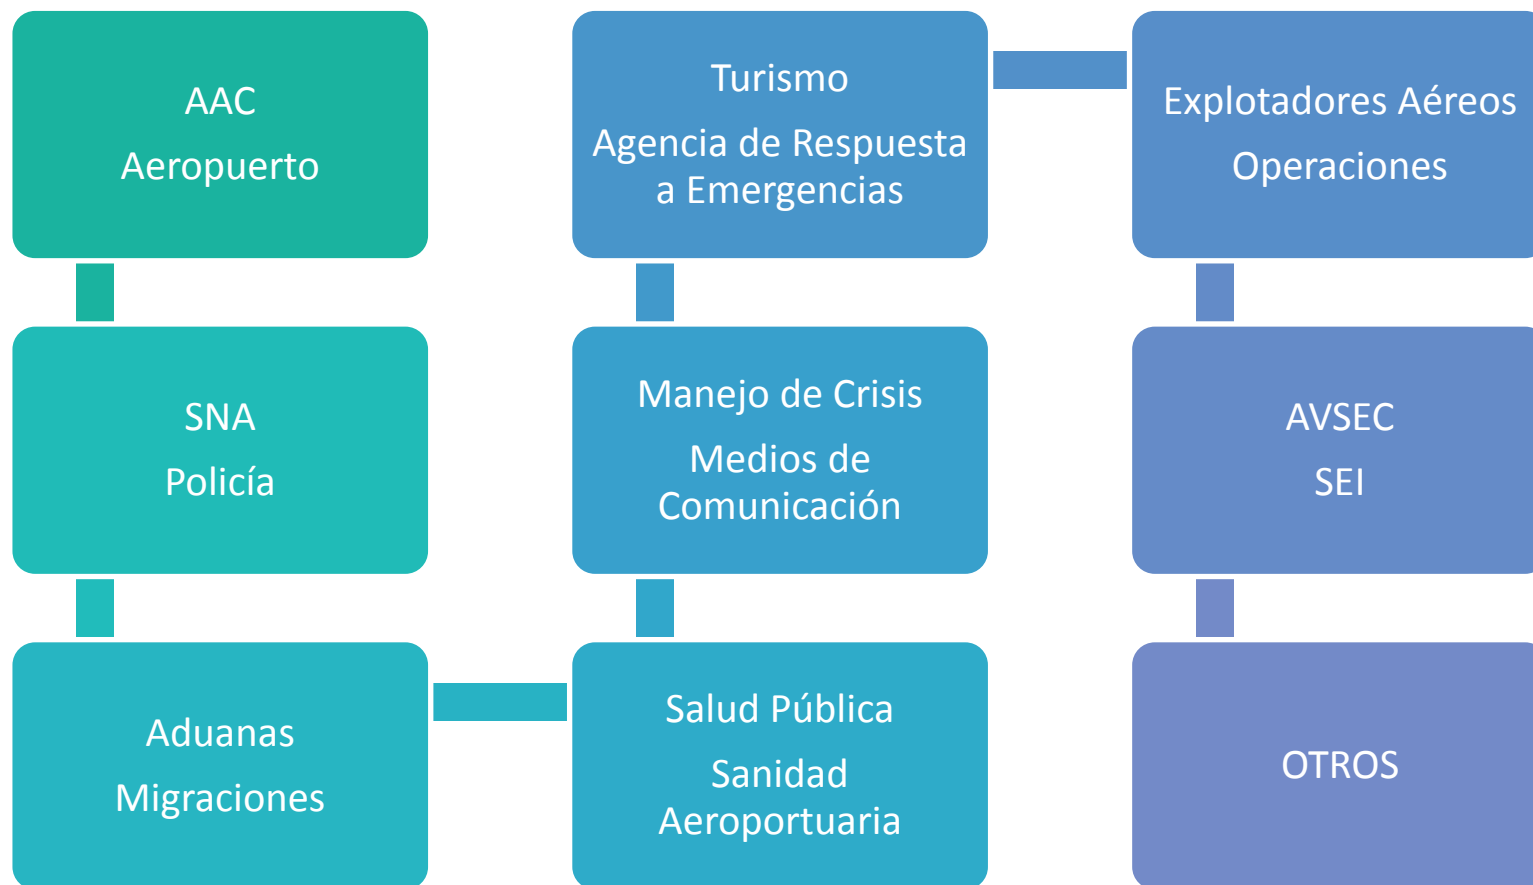 AAC
Aeropuerto
SNA
Policía
Aduanas
Migraciones
Salud Pública
Sanidad
Aeroportuaria
Manejo de Crisis
Medios de
Comunicación
Turismo
Agencia de Respuesta
a Emergencias
Explotadores Aéreos
Operaciones
AVSEC
SEI
OTROS